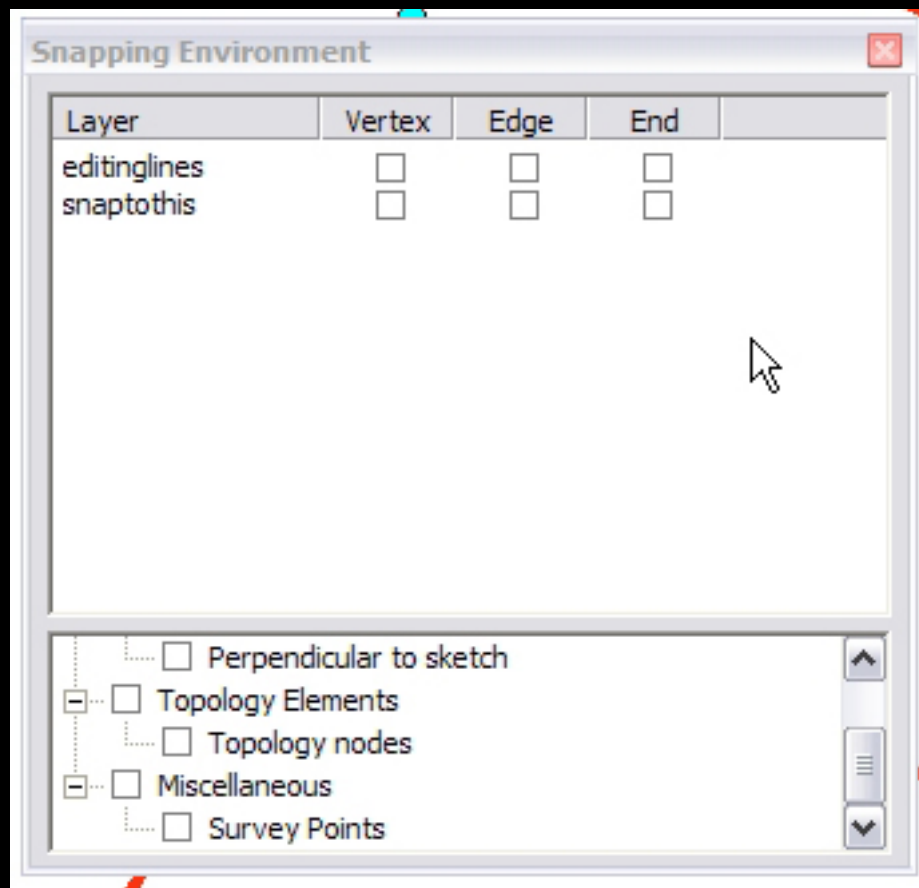 Snapping Environment
Layer Vertex Edge End
editinglines
snaptothis
Perpendicular to sketch
Topology Elements
Topology nodes
Miscellaneous
Survey Points